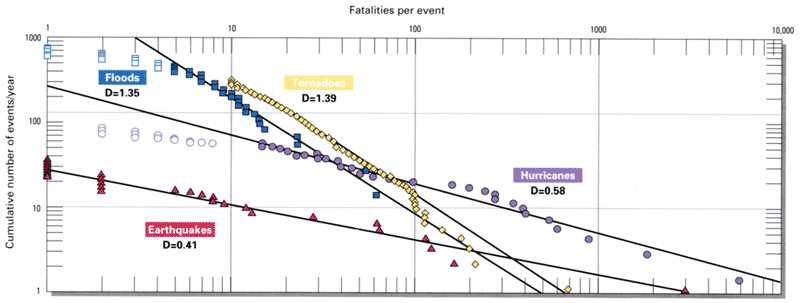 Fatalities per event
1 10 100 1000 10,000
Cumulative number of events/year
1000
100
10
1
Floods
D=1.35
Tornadoes
D=1.39
Hurricanes
D=0.58
Earthquakes
D=0.41